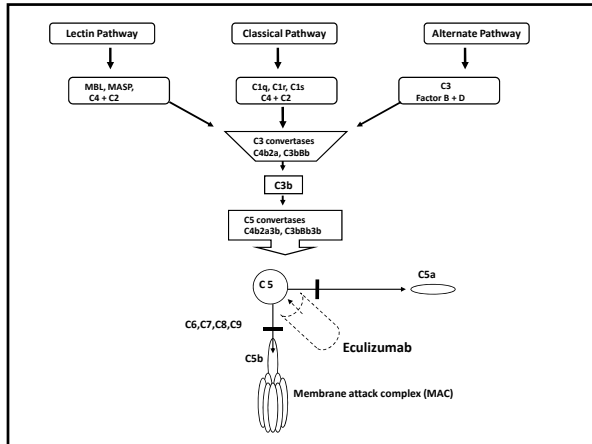 Lectin Pathway
Classical Pathway
Alternate Pathway
MBL, MASP,
C4 + C2
C1q, C1r, C1s
C4 + C2
C3
Factor B + D
C3 convertases
C4b2a, C3bBb
C3b
C5 convertases
C4b2a3b, C3bBb3b
C 5
C5a
C6,C7,C8,C9
Eculizumab
C5b
Membrane attack complex (MAC)